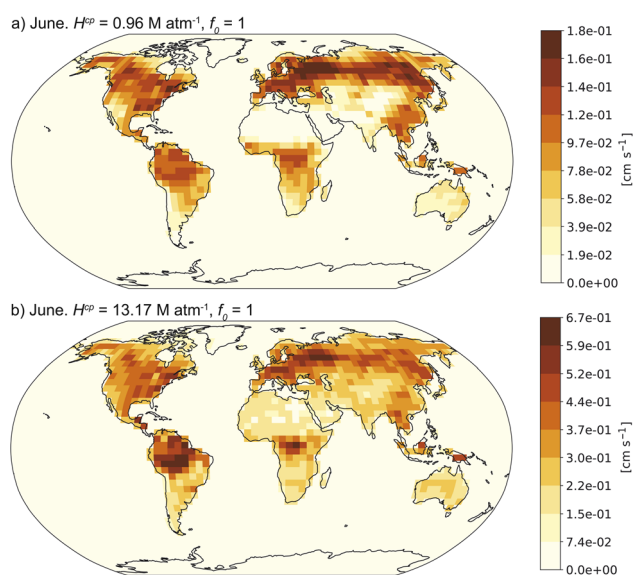 a) June. Hᶜᵖ = 0.96 M atm⁻¹, f₀ = 1
1.8e-01
1.6e-01
1.4e-01
1.2e-01
9.7e-02
7.8e-02
5.8e-02
3.9e-02
1.9e-02
0.0e+00
[cm s⁻¹]
b) June. Hᶜᵖ = 13.17 M atm⁻¹, f₀ = 1
6.7e-01
5.9e-01
5.2e-01
4.4e-01
3.7e-01
3.0e-01
2.2e-01
1.5e-01
7.4e-02
0.0e+00
[cm s⁻¹]